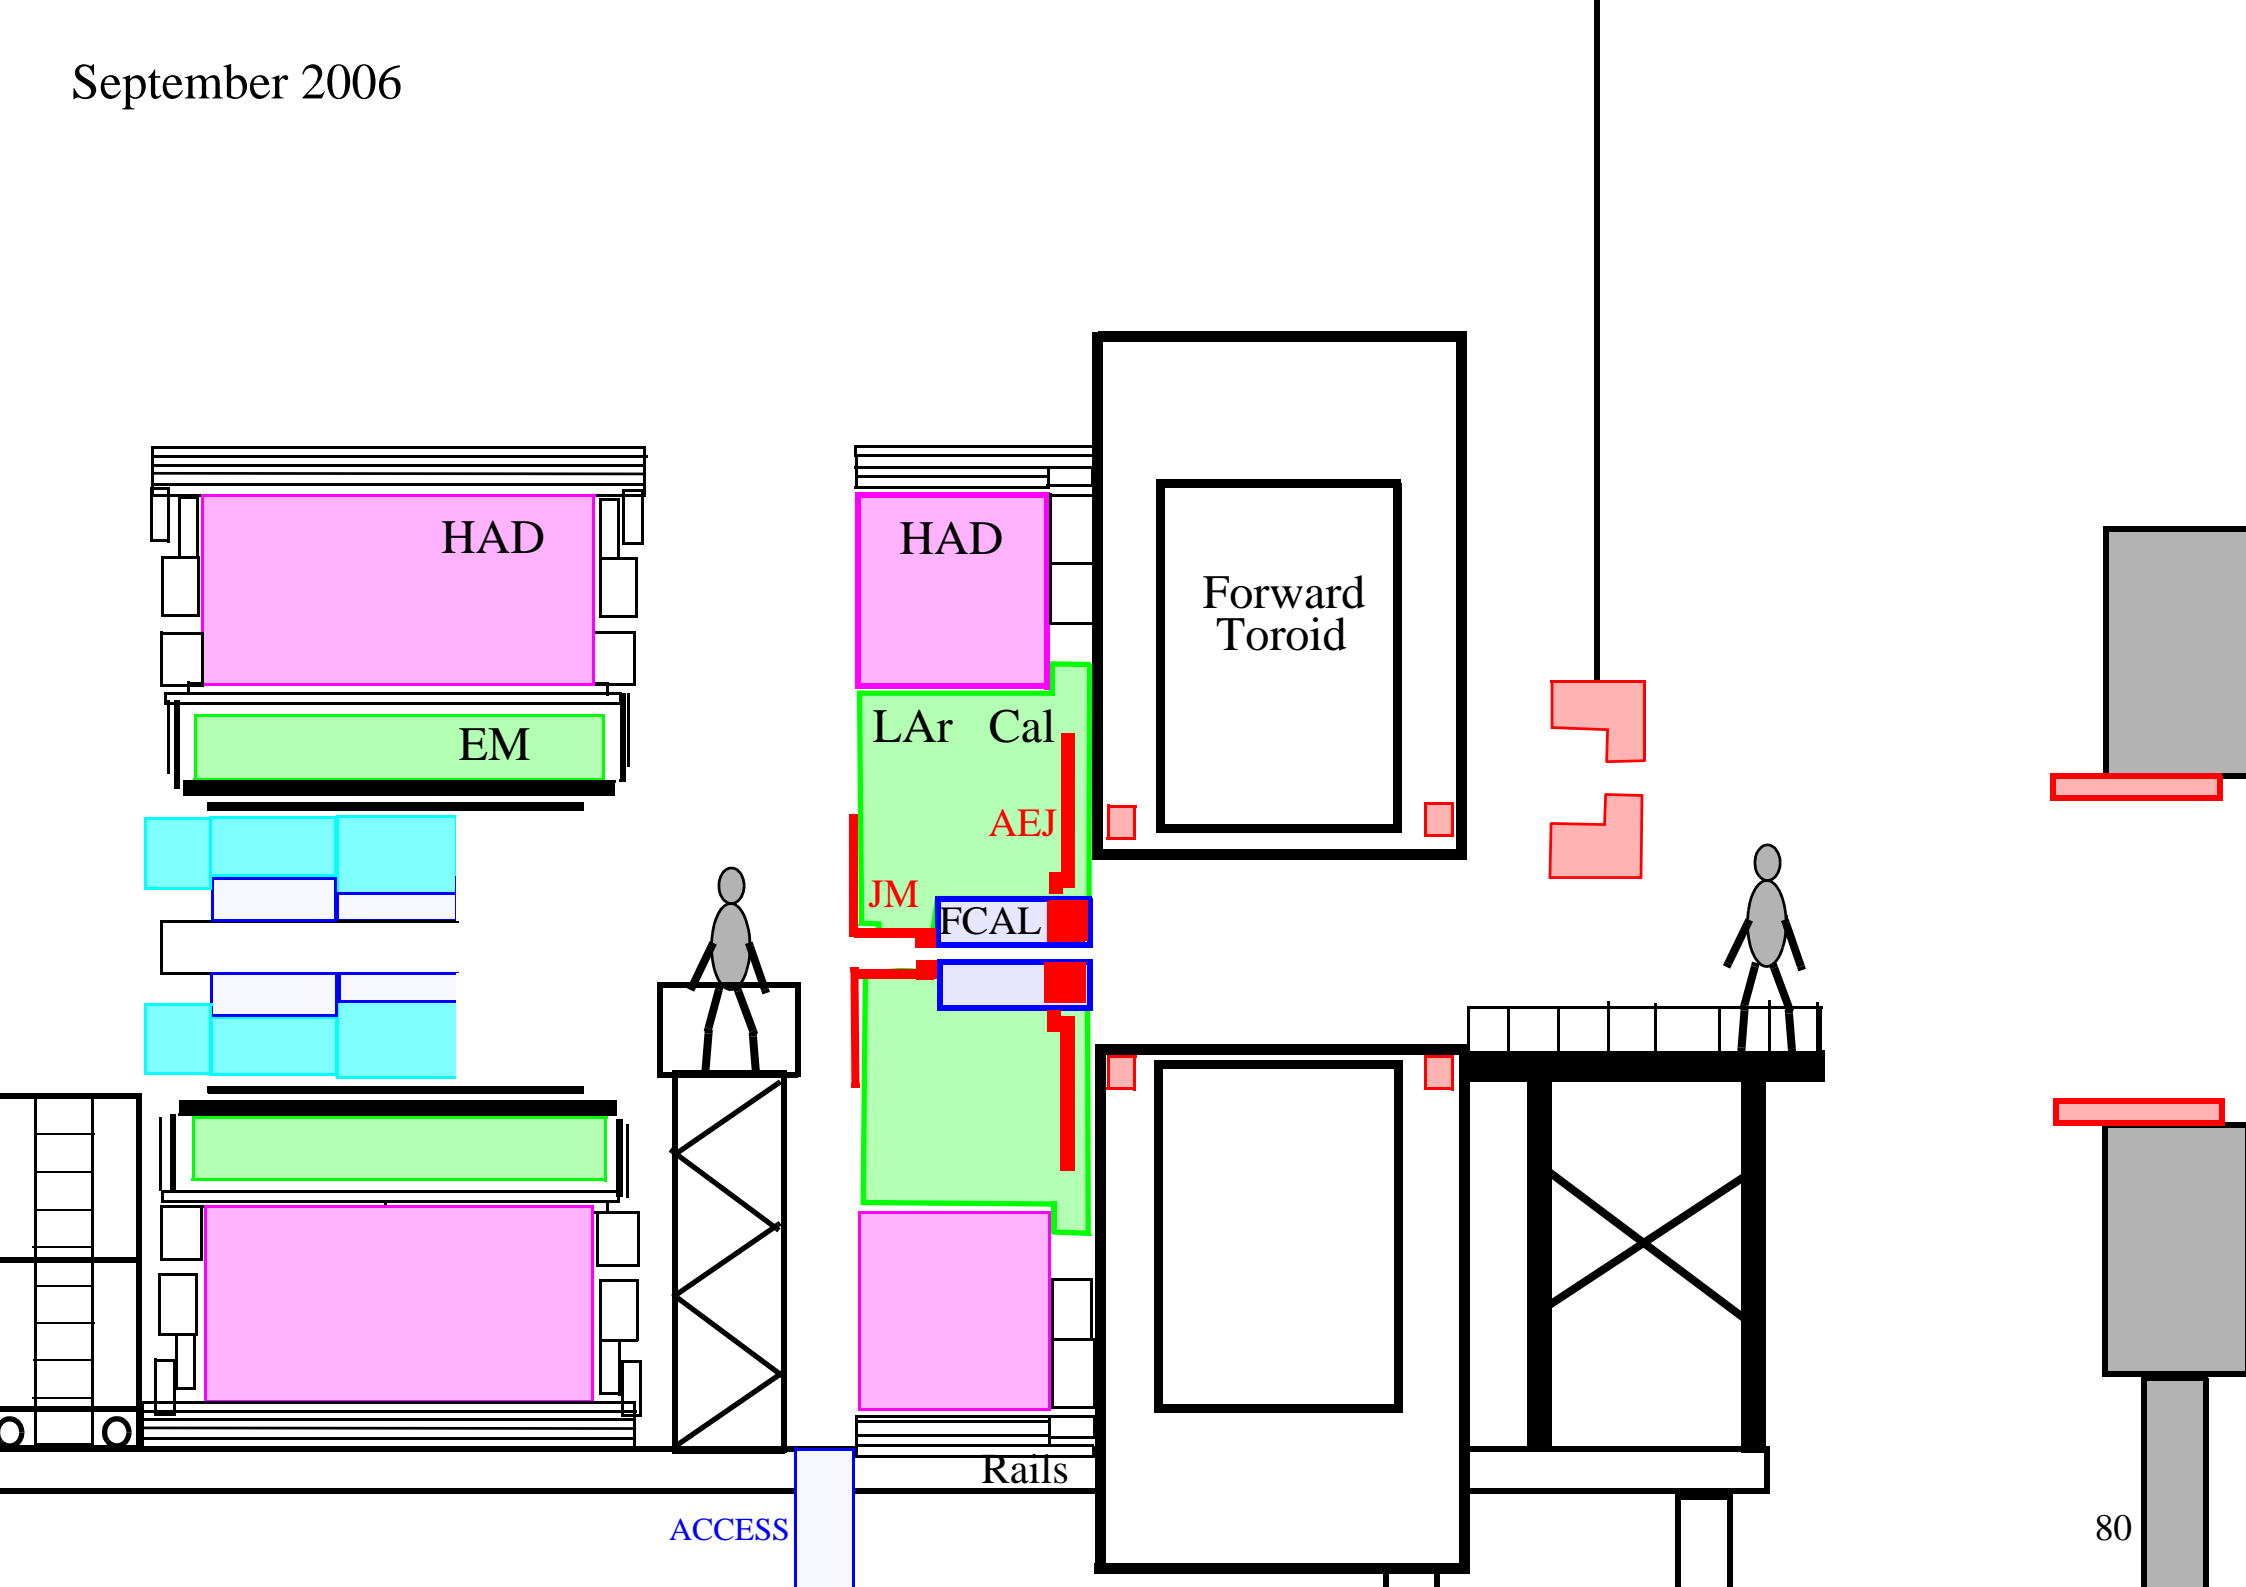 September 2006
HAD
HAD
Forward
Toroid
EM
LAr Cal
AEJ
JM
FCAL
Rails
ACCESS
80